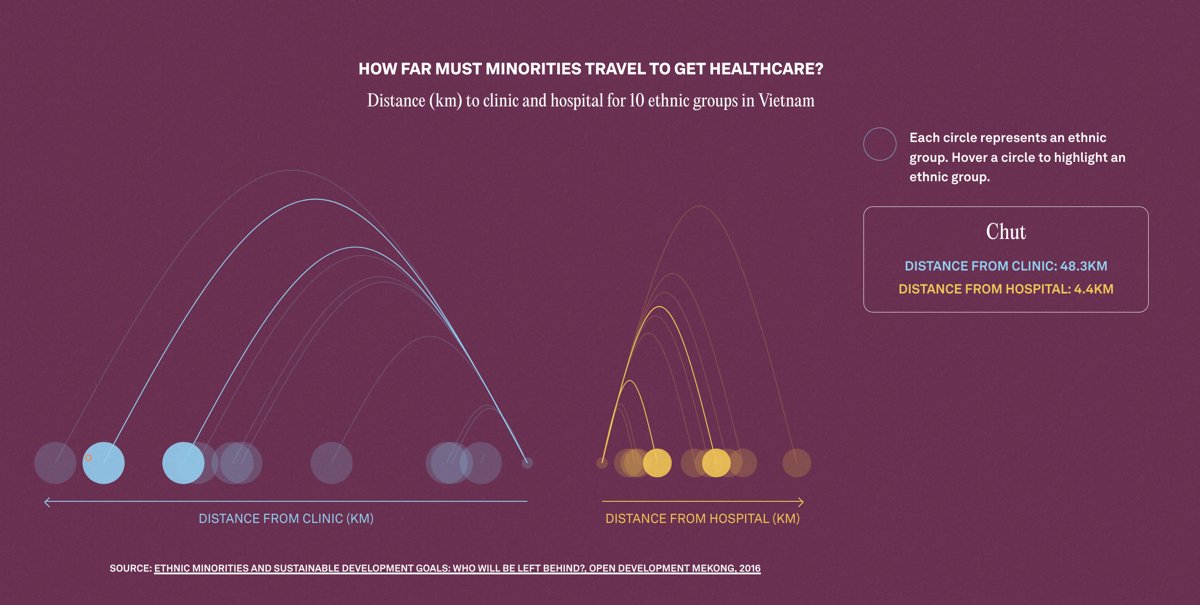 HOW FAR MUST MINORITIES TRAVEL TO GET HEALTHCARE?
Distance (km) to clinic and hospital for 10 ethnic groups in Vietnam
Each circle represents an ethnic
group. Hover a circle to highlight an
ethnic group.
Chut
DISTANCE FROM CLINIC: 48.3KM
DISTANCE FROM HOSPITAL: 4.4KM
DISTANCE FROM CLINIC (KM)
DISTANCE FROM HOSPITAL (KM)
SOURCE: ETHNIC MINORITIES AND SUSTAINABLE DEVELOPMENT GOALS: WHO WILL BE LEFT BEHIND?, OPEN DEVELOPMENT MEKONG, 2016